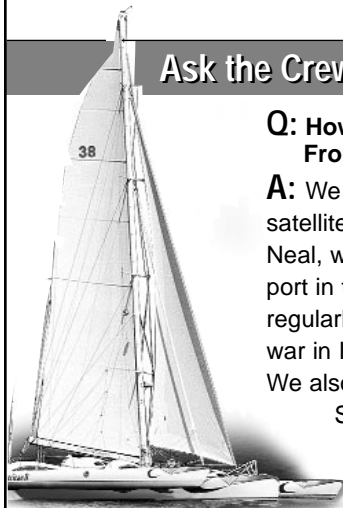 Ask the Crew
Q: How
Fro
A: We
satellite
Neal, w
port in
regularl
war in
We also
S
38